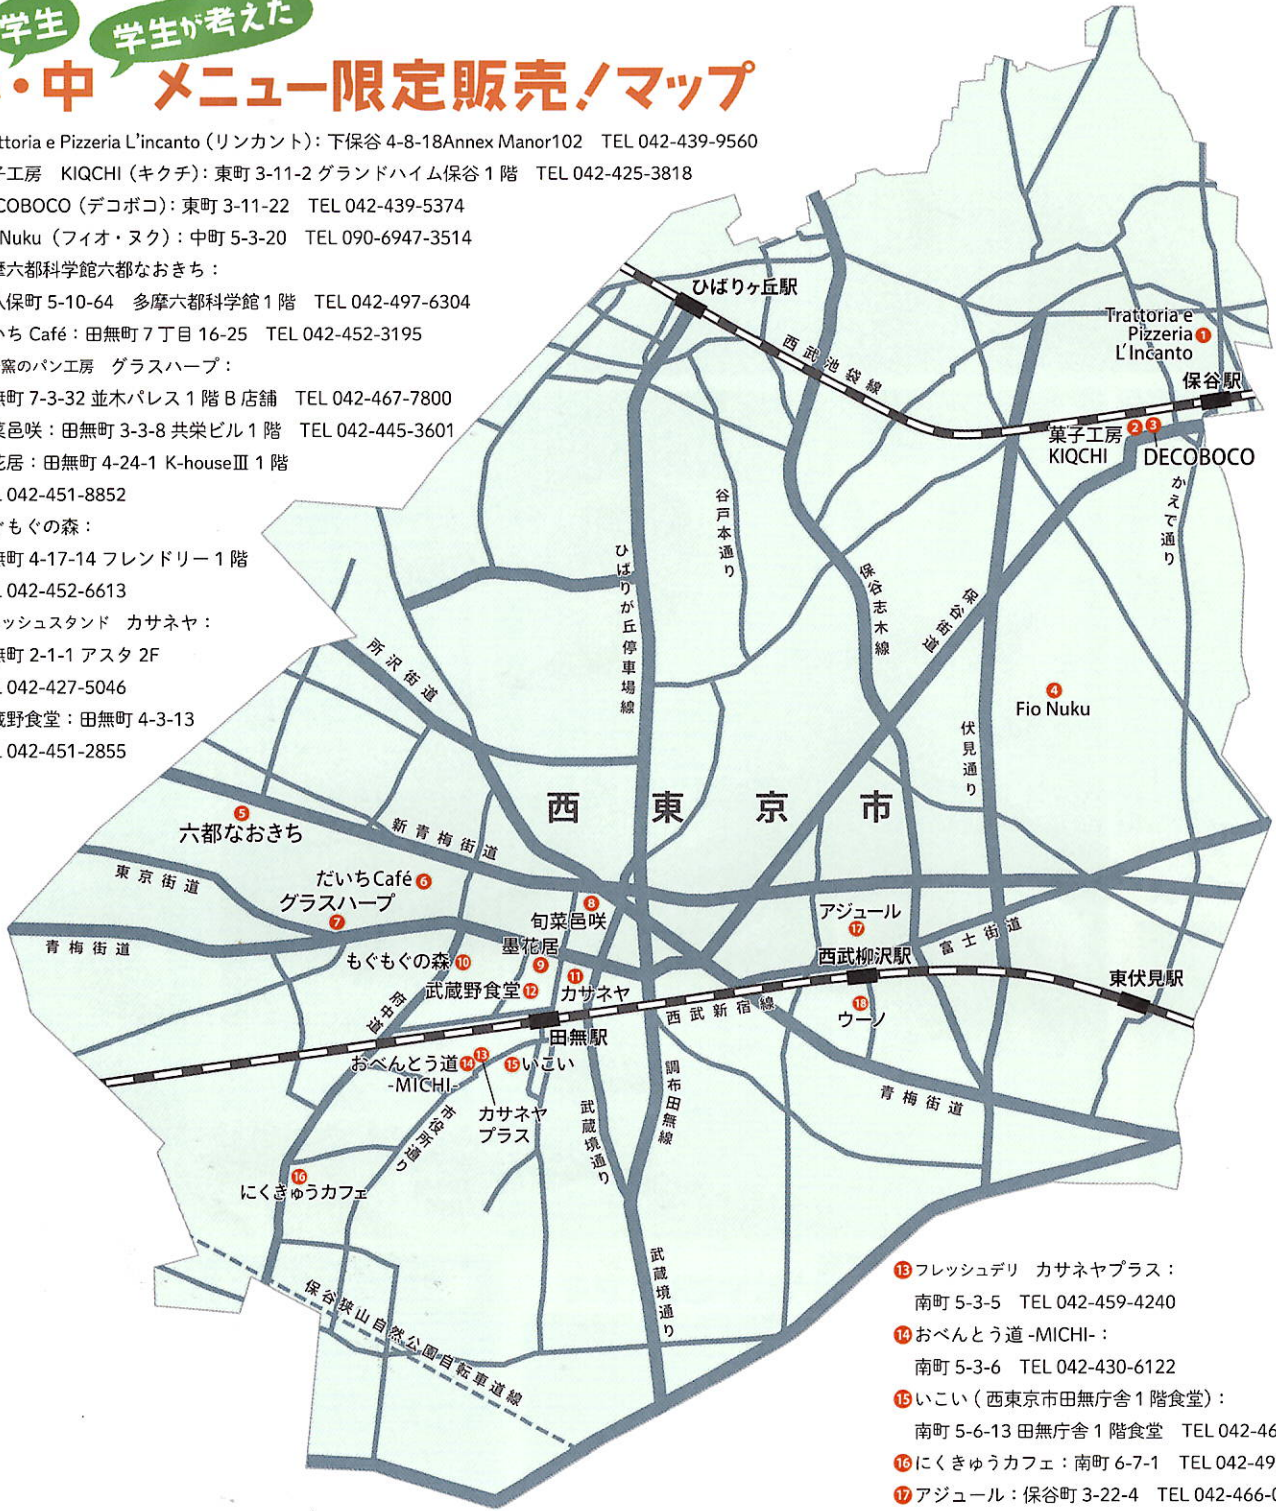 学生
学生が考えた
・中 メニュー限定販売!マップ
ttoria e Pizzeria L'incanto(リンカント):下保谷 4-8-18Annex Manor102 TEL 042-439-9560
工房 KIQCHI(キクチ):東町 3-11-2 グランドハイム保谷 1 階 TEL 042-425-3818
COBOCO(デコボコ):東町 3-11-22 TEL 042-439-5374
Nuku(フィオ・ヌク):中町 5-3-20 TEL 090-6947-3514
摩六都科学館六都なおきち:
保町 5-10-64 多摩六都科学館 1 階 TEL 042-497-6304
いち Café:田無町 7 丁目 16-25 TEL 042-452-3195
窯のパン工房 グラスハープ:
無町 7-3-32 並木パレス 1 階 B 店舗 TEL 042-467-7800
菜邑咲:田無町 3-3-8 共栄ビル 1 階 TEL 042-445-3601
花居:田無町 4-24-1 K-houseⅢ 1 階
042-451-8852
ぐもぐの森:
無町 4-17-14 フレンドリー 1 階
042-452-6613
ッシュスタンド カサネヤ:
無町 2-1-1 アスタ 2F
042-427-5046
蔵野食堂:田無町 4-3-13
042-451-2855
ひばりヶ丘駅
西武池袋線
Trattoria e
Pizzeria 1
L'Incanto
保谷駅
菓子工房 2 3
KIQCHI
DECOBOCO
かえで通り
谷戸本通り
ひばりが丘停車場線
保谷志木線
保谷街道
所沢街道
4
Fio Nuku
伏見通り
西東京市
5
六都なおきち
新青梅街道
東京街道
だいち Café 6
グラスハープ
7
青梅街道
8
旬菜邑咲
墨花居
9
もぐもぐの森 10
武蔵野食堂 12
11
カサネヤ
アジュール
17
西武柳沢駅
富士街道
東伏見駅
18
ウーノ
西武新宿線
府中道
田無駅
おべんとう道 14 13
-MICHI-
15 いこい
カサネヤ
プラス
市役所通り
武蔵境通り
調布田無線
青梅街道
16
にくきゅうカフェ
武蔵境通り
保谷狭山自然公園自転車道線
13 フレッシュデリ カサネヤプラス:
南町 5-3-5 TEL 042-459-4240
14 おべんとう道 -MICHI-:
南町 5-3-6 TEL 042-430-6122
15 いこい(西東京市田無庁舎 1 階食堂):
南町 5-6-13 田無庁舎 1 階食堂 TEL 042-46
16 にくきゅうカフェ:南町 6-7-1 TEL 042-49
17 アジュール:保谷町 3-22-4 TEL 042-466-